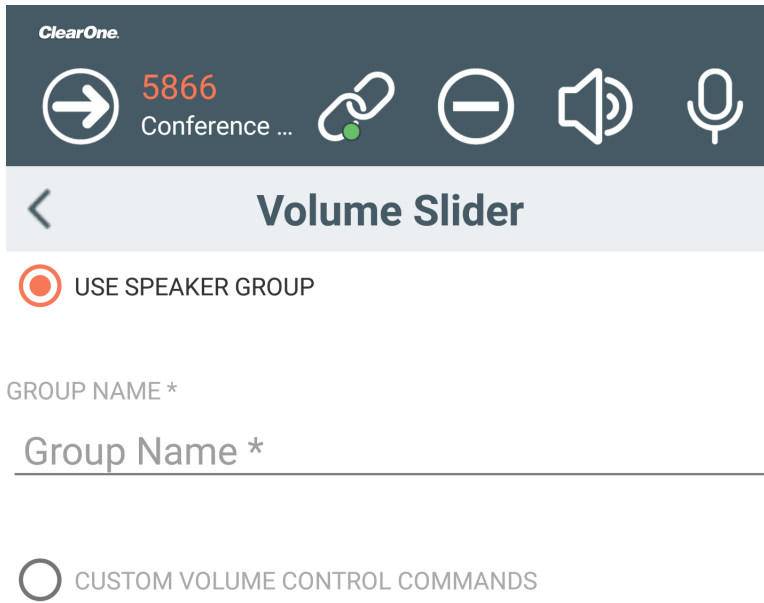 ClearOne.
5866
Conference ...
Volume Slider
USE SPEAKER GROUP
GROUP NAME *
Group Name *
CUSTOM VOLUME CONTROL COMMANDS